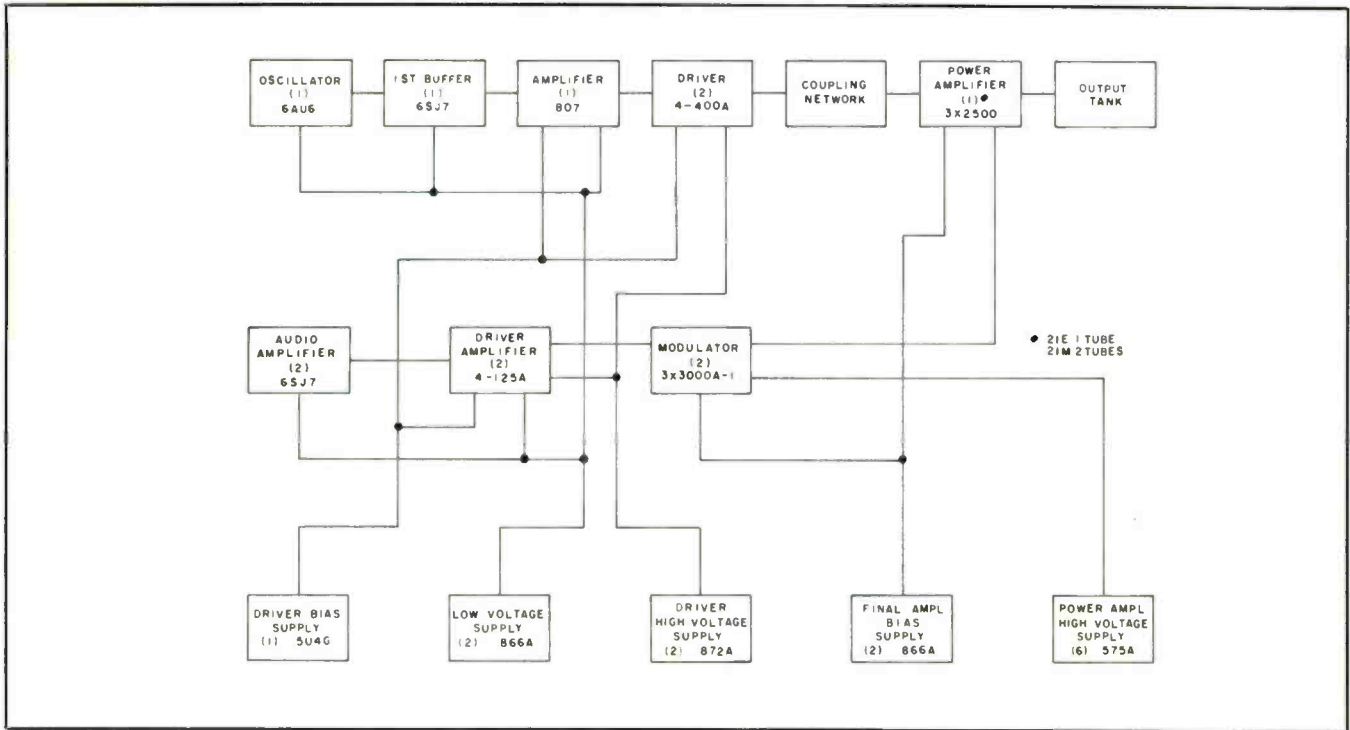 OSCILLATOR
(1)
6AU6
1ST BUFFER
(1)
6SJ7
AMPLIFIER
(1)
807
DRIVER
(2)
4-400A
COUPLING
NETWORK
POWER
AMPLIFIER
(1)●
3X2500
OUTPUT
TANK
AUDIO
AMPLIFIER
(2)
6SJ7
DRIVER
AMPLIFIER
(2)
4-125A
MODULATOR
(2)
3x3000A-1
● 21E 1 TUBE
21M 2 TUBES
DRIVER BIAS
SUPPLY
(1) 5U4G
LOW VOLTAGE
SUPPLY
(2) 866A
DRIVER
HIGH VOLTAGE
SUPPLY
(2) 872A
FINAL AMPL
BIAS
SUPPLY
(2) 866A
POWER AMPL
HIGH VOLTAGE
SUPPLY
(6) 575A